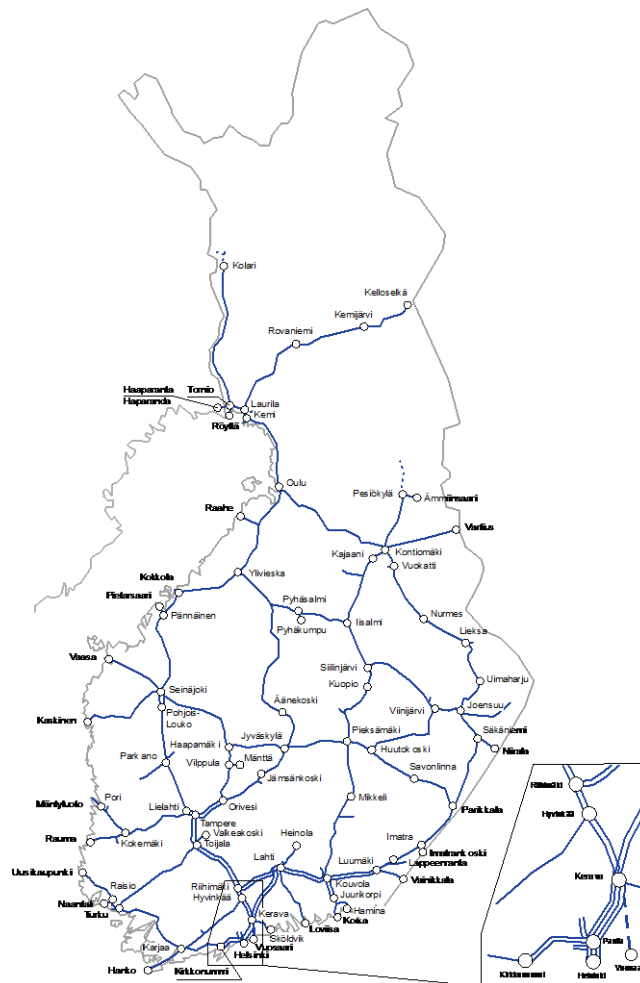 Kolari
Kelloselkä
Kemijärvi
Rovaniemi
Haaparanta
Tornio
Haparanda
Laurila
Kemi
Röyttä
Oulu
Pesiökylä
Ämmänsaari
Raahe
Vartius
Kontiomäki
Kajaani
Vuokatti
Ylivieska
Kokkola
Pietarsaari
Pännäinen
Pyhäsalmi
Pyhäkumpu
Nurmes
Iisalmi
Lieksa
Vaasa
Siilinjärvi
Kuopio
Uimaharju
Seinäjoki
Kaskinen
Pohjois-
Louko
Äänekoski
Viinijärvi
Joensuu
Säkäniemi
Haapamäki
Jyväskylä
Pieksämäki
Huutokoski
Niirala
Parkano
Vilppula
Mänttä
Jämsänkoski
Savonlinna
Pori
Mäntyluoto
Lielahti
Orivesi
Mikkeli
Parikkala
Tampere
Valkeakoski
Heinola
Rauma
Kokemäki
Toijala
Imatra
Imatrankoski
Lahti
Luumäki
Lappeenranta
Uusikaupunki
Raisio
Riihimäki
Hyvinkää
Kouvola
Vainikkala
Juurikorpi
Naantali
Turku
Kerava
Hamina
Kotka
Loviisa
Sköldvik
Vuosaari
Karjaa
Helsinki
Hanko
Kirkkonummi
Riihimäki
Hyvinkää
Kerava
Pasila
Kirkkonummi
Helsinki